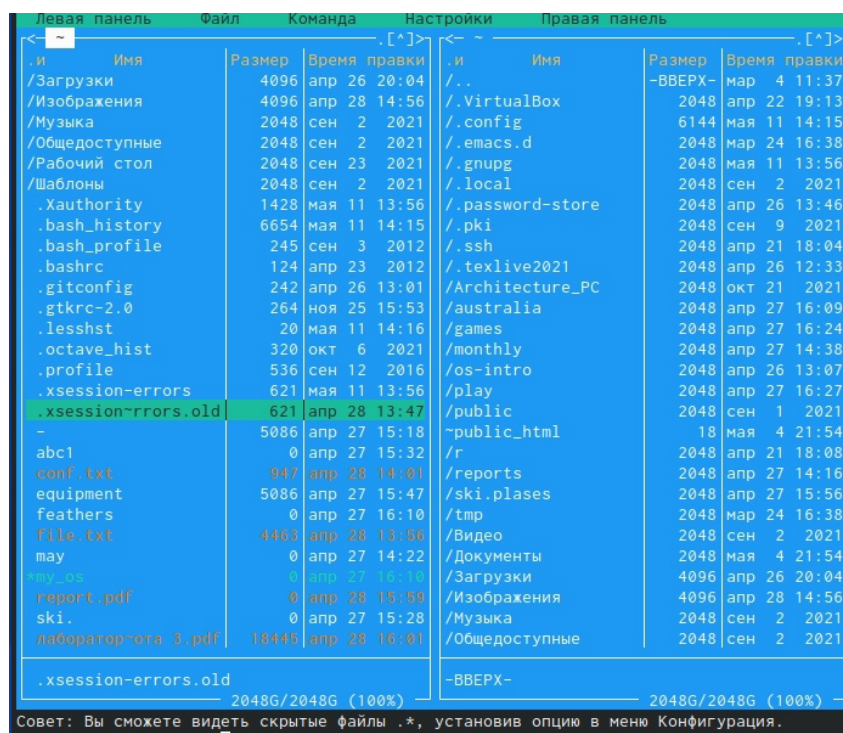 Левая панель Файл Команда Настройки Правая панель
<- ~ .[^]> <- ~ .[^]>
.и Имя Размер Время правки .и Имя Размер Время правки
/Загрузки 4096 апр 26 20:04 /.. -ВВЕРХ- мар 4 11:37
/Изображения 4096 апр 28 14:56 /.VirtualBox 2048 апр 22 19:13
/Музыка 2048 сен 2 2021 /.config 6144 мая 11 14:15
/Общедоступные 2048 сен 2 2021 /.emacs.d 2048 мар 24 16:38
/Рабочий стол 2048 сен 23 2021 /.gnupg 2048 мая 11 13:56
/Шаблоны 2048 сен 2 2021 /.local 2048 сен 2 2021
.Xauthority 1428 мая 11 13:56 /.password-store 2048 апр 26 13:46
.bash_history 6654 мая 11 14:15 /.pki 2048 сен 9 2021
.bash_profile 245 сен 3 2012 /.ssh 2048 апр 21 18:04
.bashrc 124 апр 23 2012 /.texlive2021 2048 апр 26 12:33
.gitconfig 242 апр 26 13:01 /Architecture_PC 2048 окт 21 2021
.gtkrc-2.0 264 ноя 25 15:53 /australia 2048 апр 27 16:09
.lesshst 20 мая 11 14:16 /games 2048 апр 27 16:24
.octave_hist 320 окт 6 2021 /monthly 2048 апр 27 14:38
.profile 536 сен 12 2016 /os-intro 2048 апр 26 13:07
.xsession-errors 621 мая 11 13:56 /play 2048 апр 27 16:27
.xsession~rrors.old 621 апр 28 13:47 /public 2048 сен 1 2021
- 5086 апр 27 15:18 ~public_html 18 мая 4 21:54
abc1 0 апр 27 15:32 /r 2048 апр 21 18:08
conf.txt 947 апр 28 14:01 /reports 2048 апр 27 14:16
equipment 5086 апр 27 15:47 /ski.plases 2048 апр 27 15:56
feathers 0 апр 27 16:10 /tmp 2048 мар 24 16:38
file.txt 4463 апр 28 13:56 /Видео 2048 сен 2 2021
may 0 апр 27 14:22 /Документы 2048 мая 4 21:54
*my_os 0 апр 27 16:10 /Загрузки 4096 апр 26 20:04
report.pdf 0 апр 28 15:59 /Изображения 4096 апр 28 14:56
ski. 0 апр 27 15:28 /Музыка 2048 сен 2 2021
лаборатор~ота 3.pdf 18445 апр 28 16:01 /Общедоступные 2048 сен 2 2021
.xsession-errors.old -ВВЕРХ-
2048G/2048G (100%) 2048G/2048G (100%)
Совет: Вы сможете видеть скрытые файлы .*, установив опцию в меню Конфигурация.